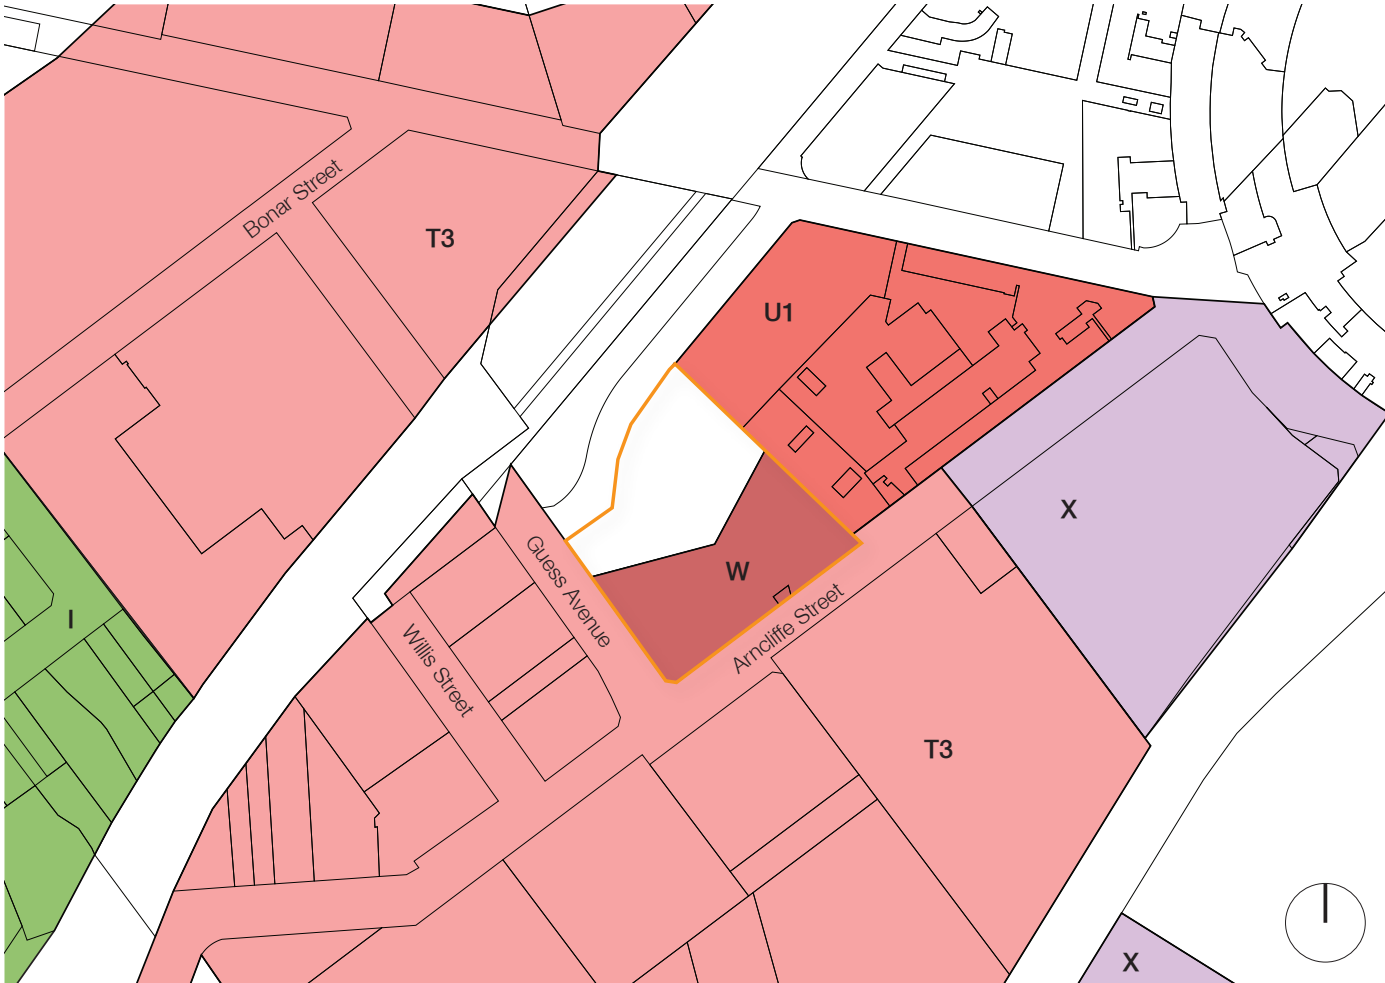 Bonar Street
T3
U1
X
Guess Avenue
W
I
Arncliffe Street
Willis Street
T3
X